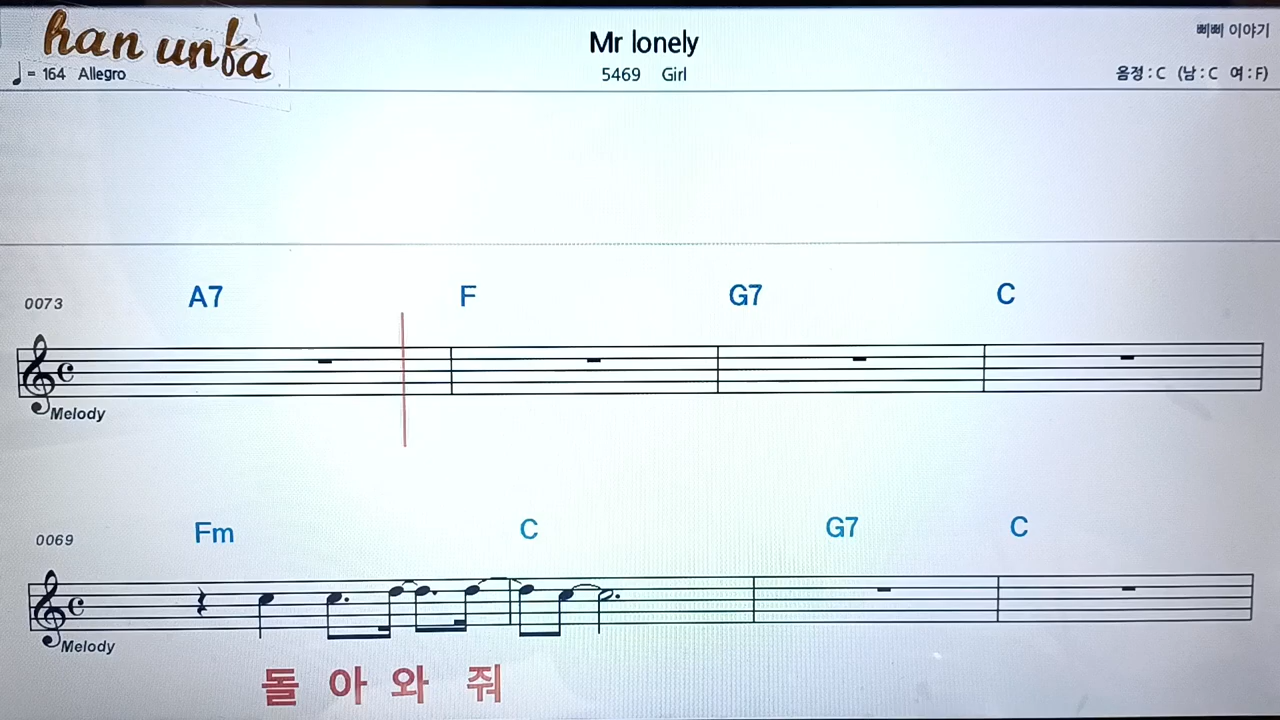 han unfa
Mr lonely
삐삐 이야기
♩ = 164 Allegro
5469 Girl
음정 : C (남 : C 여 : F)
0073
A7 F G7 C
Melody
0069
Fm C G7 C
Melody
돌 아 와 줘